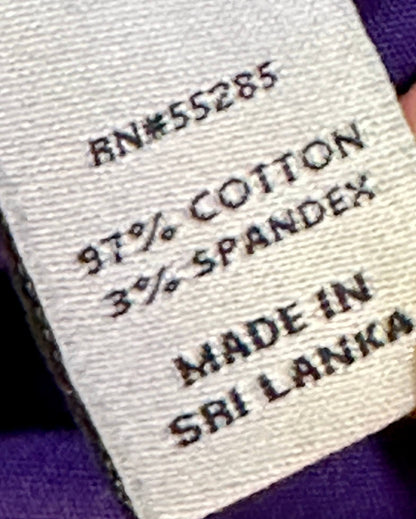 RN#55285
97% COTTON
3% SPANDEX
MADE IN
SRI LANKA